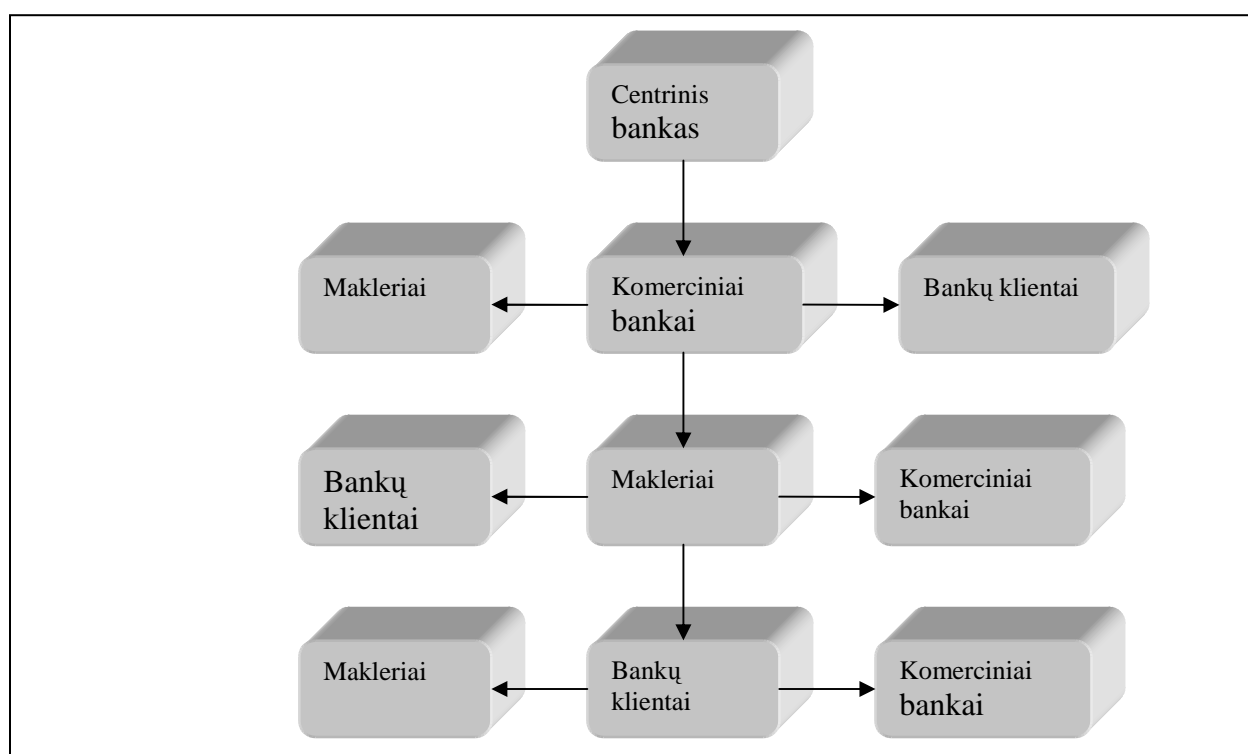 Centrinis
bankas
Makleriai
Komerciniai
bankai
Bankų klientai
Bankų
klientai
Makleriai
Komerciniai
bankai
Makleriai
Bankų
klientai
Komerciniai
bankai